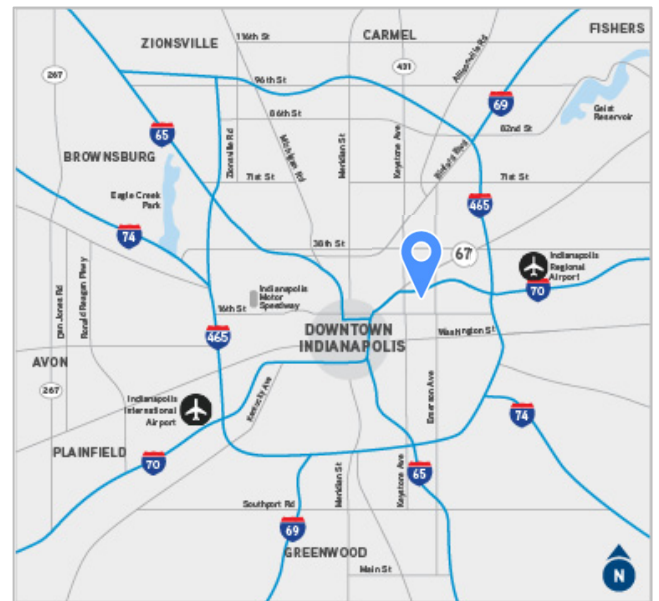 FISHERS
CARMEL
116th St
ZIONSVILLE
431
Allisonville Rd
267
96th St
69
Geist
Reservoir
86th St
82nd St
65
Zionsville Rd
Michigan Rd
Meridian St
Keystone Ave
Binford Blvd
BROWNSBURG
71st St
71st St
Eagle Creek
Park
465
74
38th St
67
Indianapolis
Regional
Airport
70
Dan Jones Rd
Ronald Reagan Pkwy
Indianapolis
Motor
Speedway
16th St
DOWNTOWN
INDIANAPOLIS
Washington St
465
AVON
267
Indianapolis
International
Airport
Kentucky Ave
Emerson Ave
74
PLAINFIELD
70
Meridian St
Keystone Ave
65
Southport Rd
69
GREENWOOD
Main St
N